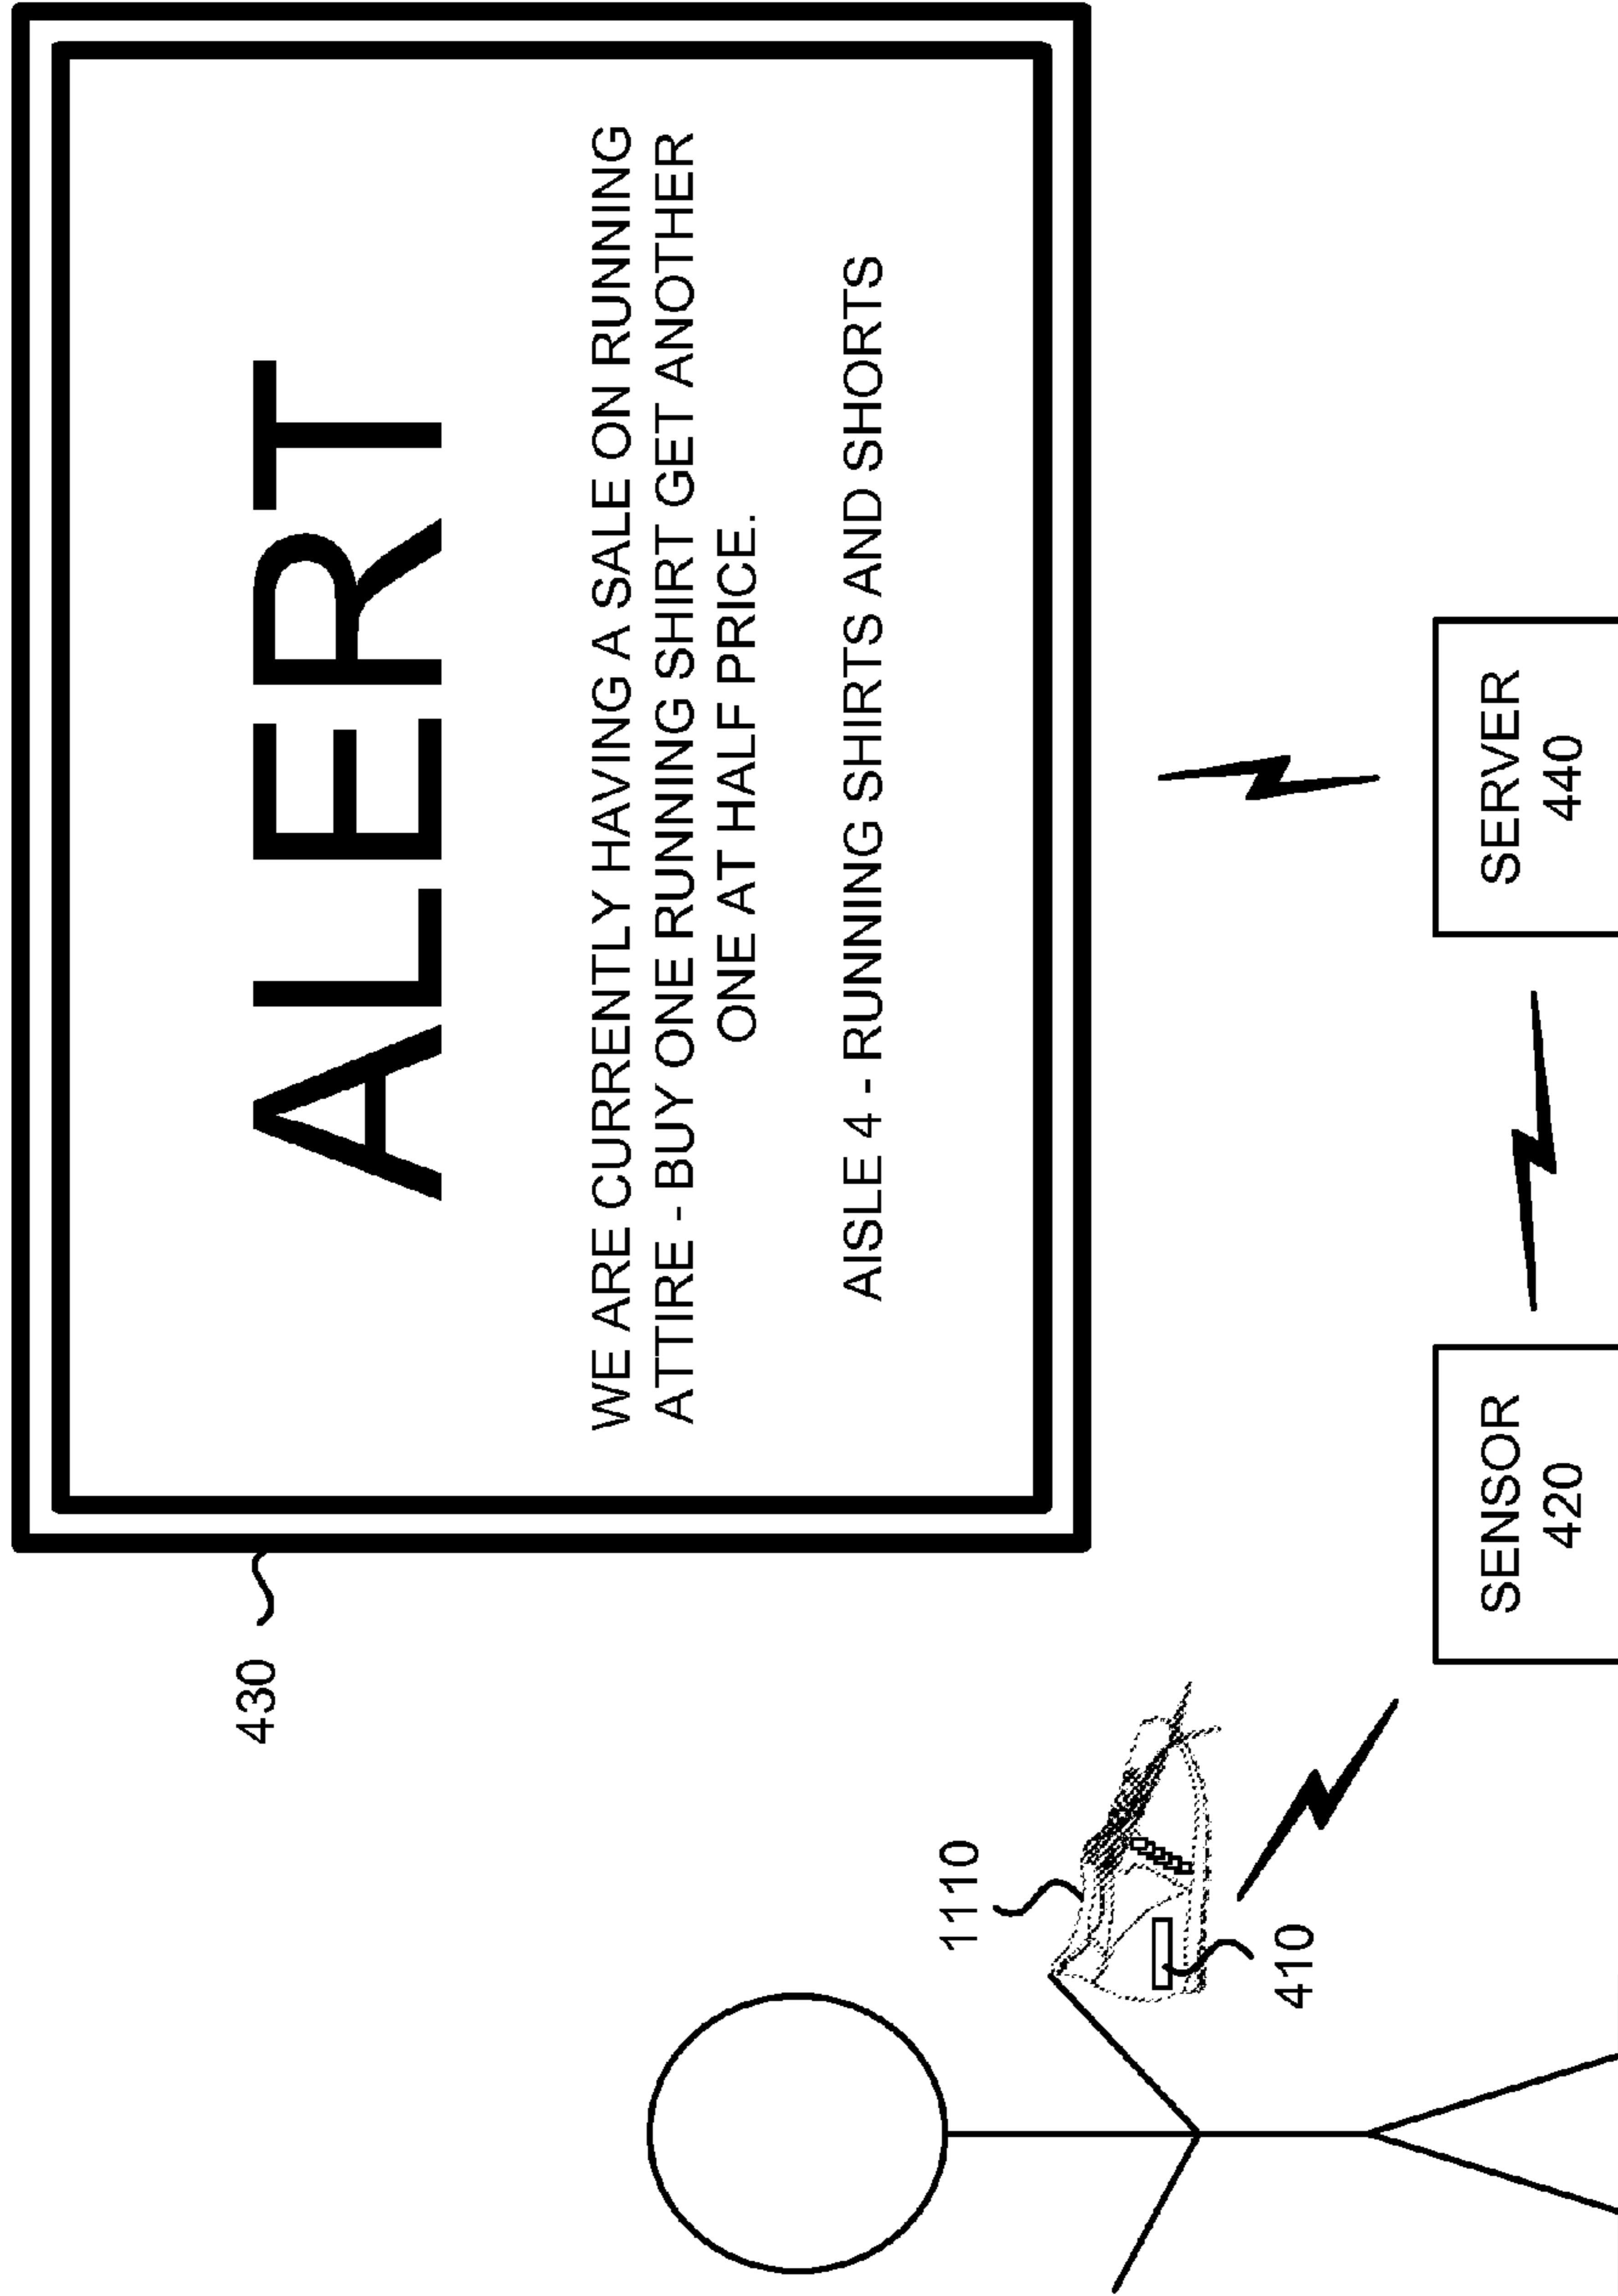 430
ALERT
WE ARE CURRENTLY HAVING A SALE ON RUNNING
ATTIRE - BUY ONE RUNNING SHIRT GET ANOTHER
ONE AT HALF PRICE.
AISLE 4 - RUNNING SHIRTS AND SHORTS
1110
410
SENSOR
420
SERVER
440